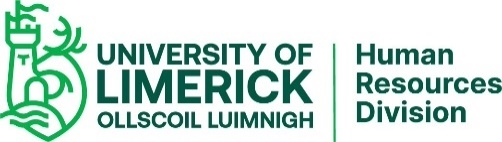 UNIVERSITY OF
LIMERICK
OLLSCOIL LUIMNIGH
Human
Resources
Division